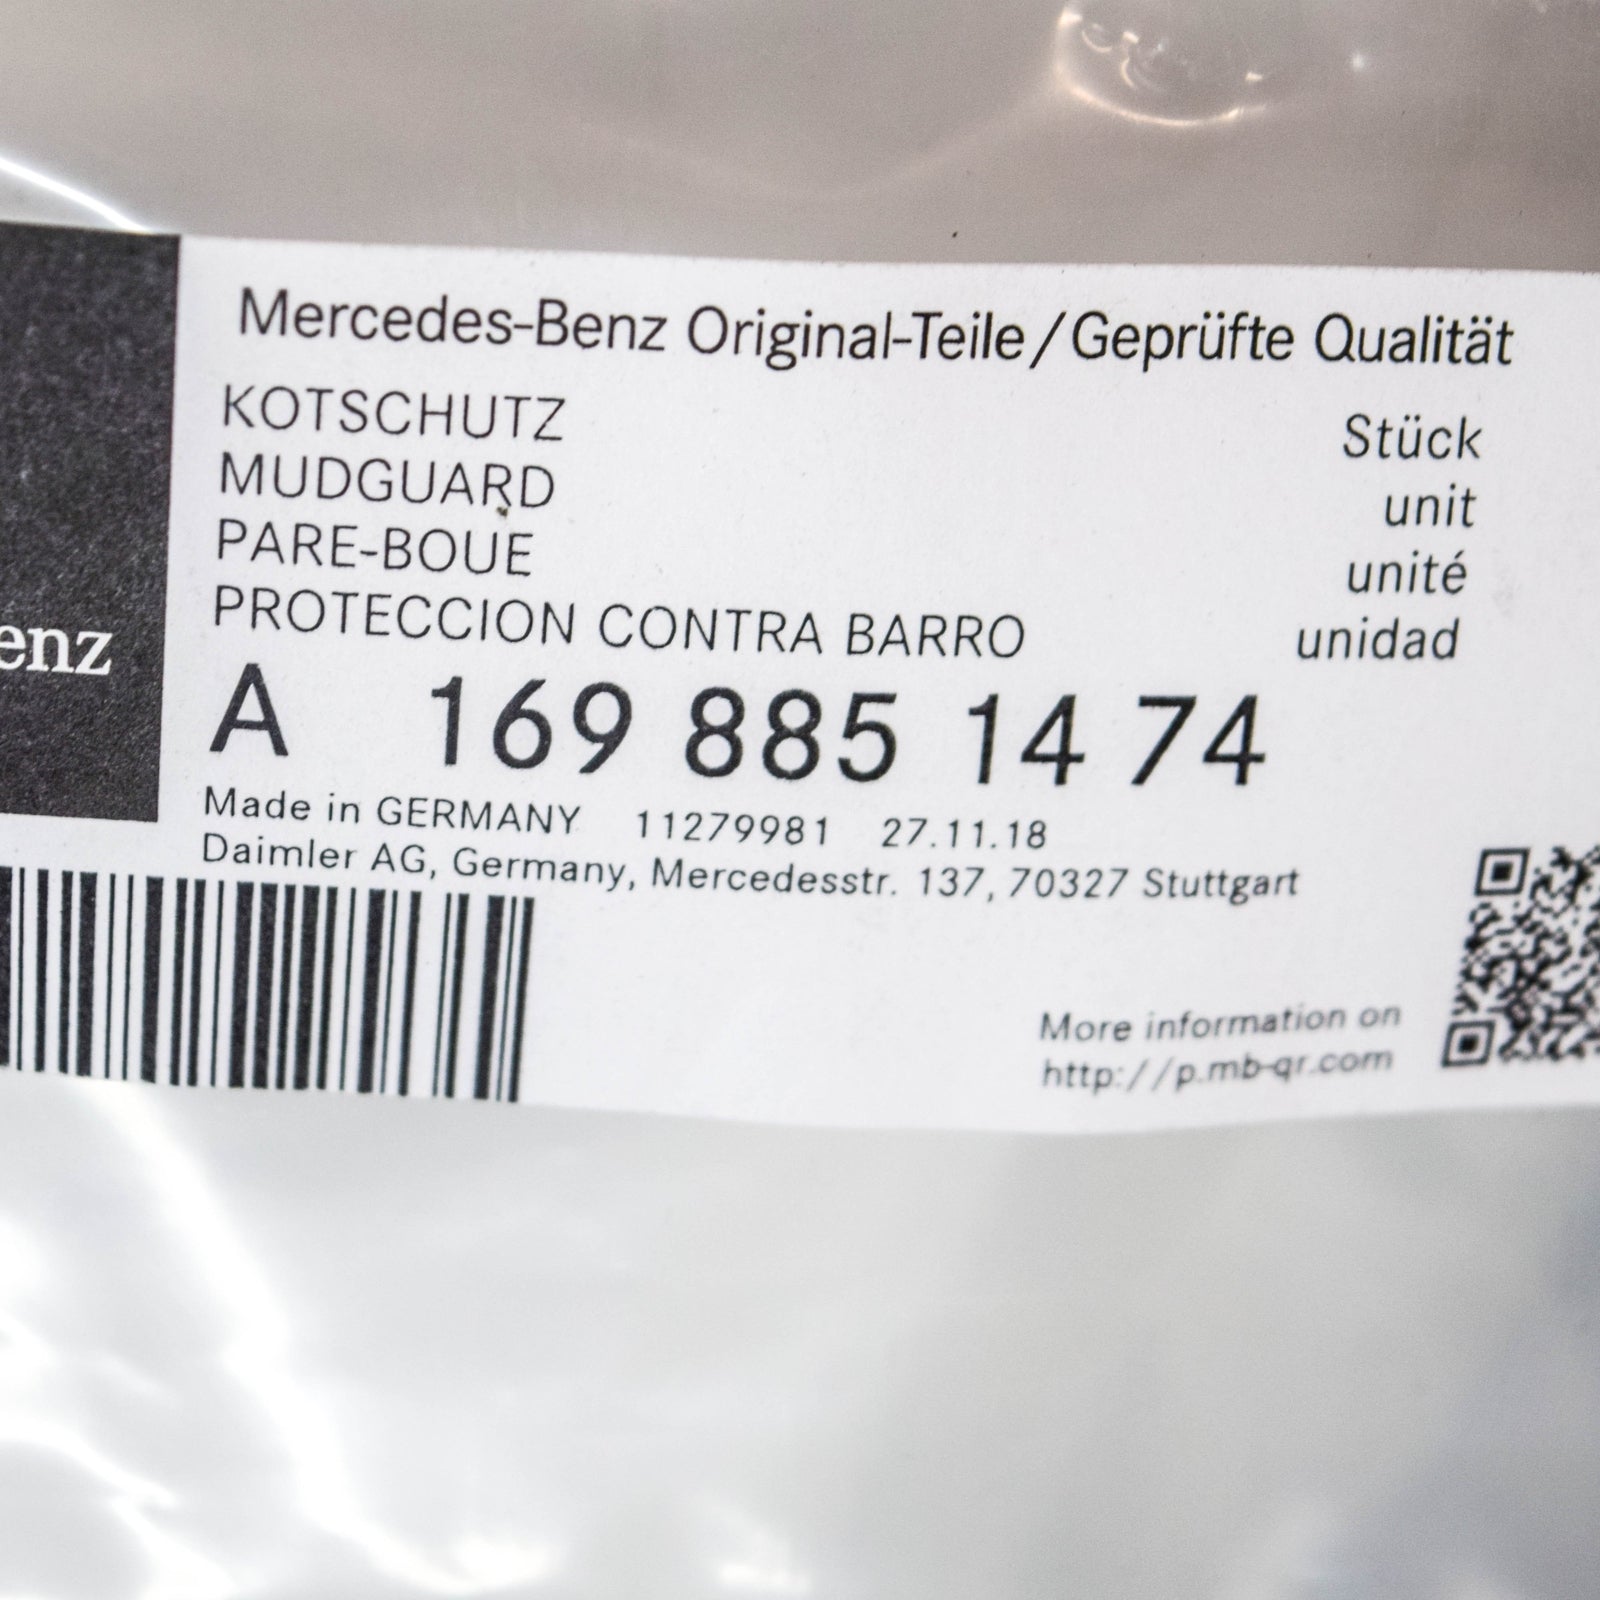 Mercedes-Benz Original-Teile/Geprüfte Qualität
KOTSCHUTZ Stück
MUDGUARD unit
PARE-BOUE unité
PROTECCION CONTRA BARRO unidad
enz
A 169 885 14 74
Made in GERMANY 11279981 27.11.18
Daimler AG, Germany, Mercedesstr. 137, 70327 Stuttgart
More information on
http://p.mb-qr.com